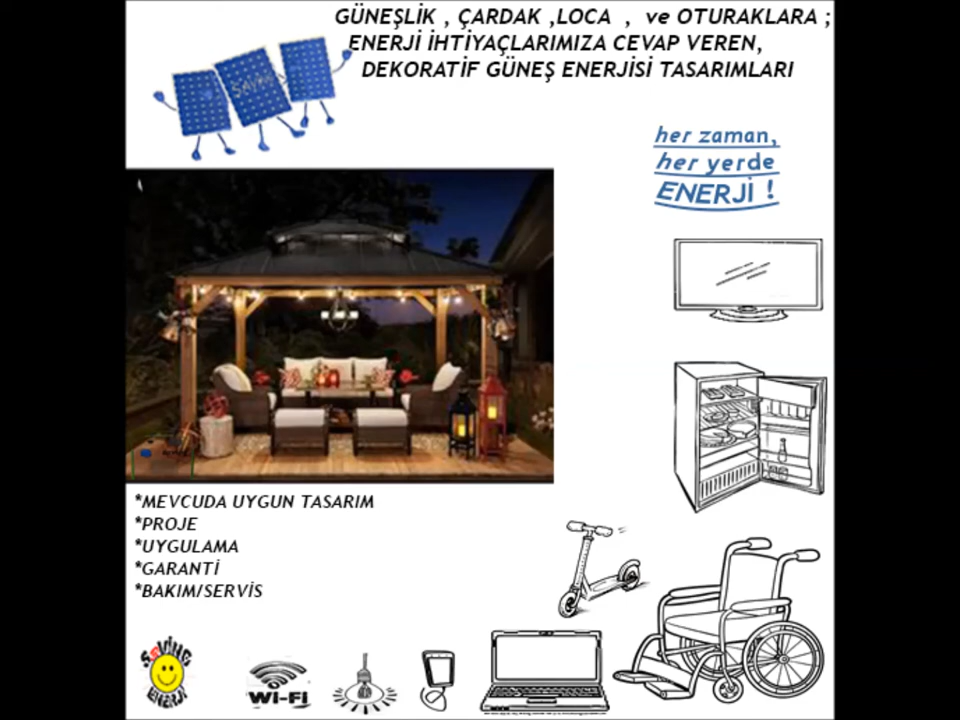 GÜNEŞLİK , ÇARDAK ,LOCA , ve OTURAKLARA ;
ENERJİ İHTİYAÇLARIMIZA CEVAP VEREN,
DEKORATİF GÜNEŞ ENERJİSİ TASARIMLARI
her zaman,
her yerde
ENERJİ !
*MEVCUDA UYGUN TASARIM
*PROJE
*UYGULAMA
*GARANTİ
*BAKIM/SERVİS
ENERJİ
Wi-Fi